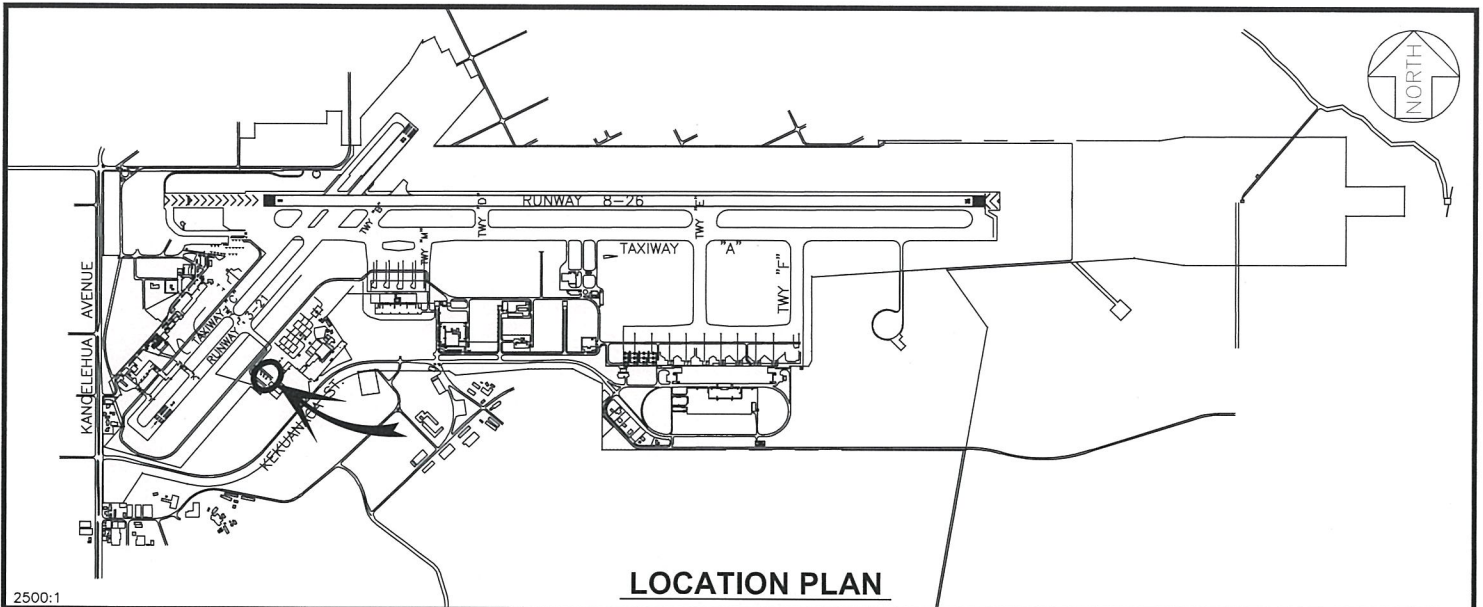 NORTH
RUNWAY 8-26
TWY "B"
TWY "D"
TWY "E"
TWY "M"
TAXIWAY "A"
TWY "F"
TAXIWAY "C"
RUNWAY 3-21
KANOELEHUA AVENUE
KEKUANAOA ST.
LOCATION PLAN
2500:1